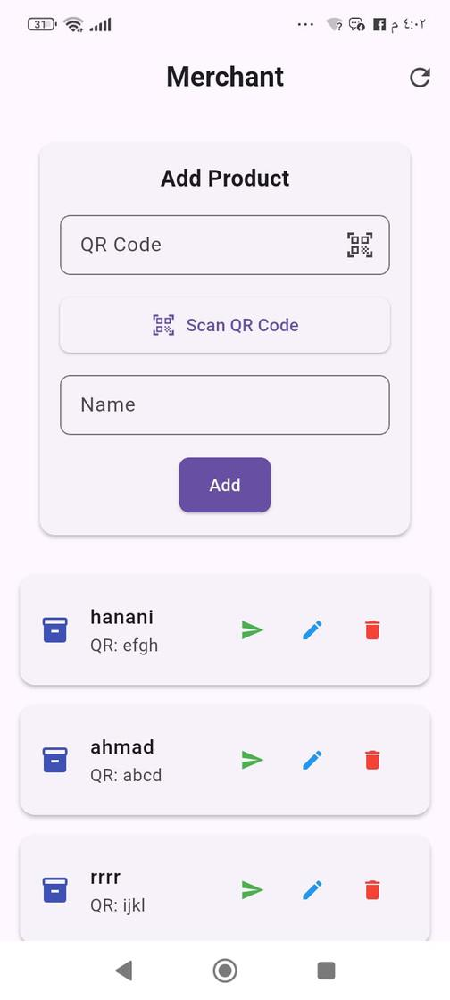 31
٤:٠٢ م
Merchant
Add Product
QR Code
Scan QR Code
Name
Add
hanani
QR: efgh
ahmad
QR: abcd
rrrr
QR: ijkl